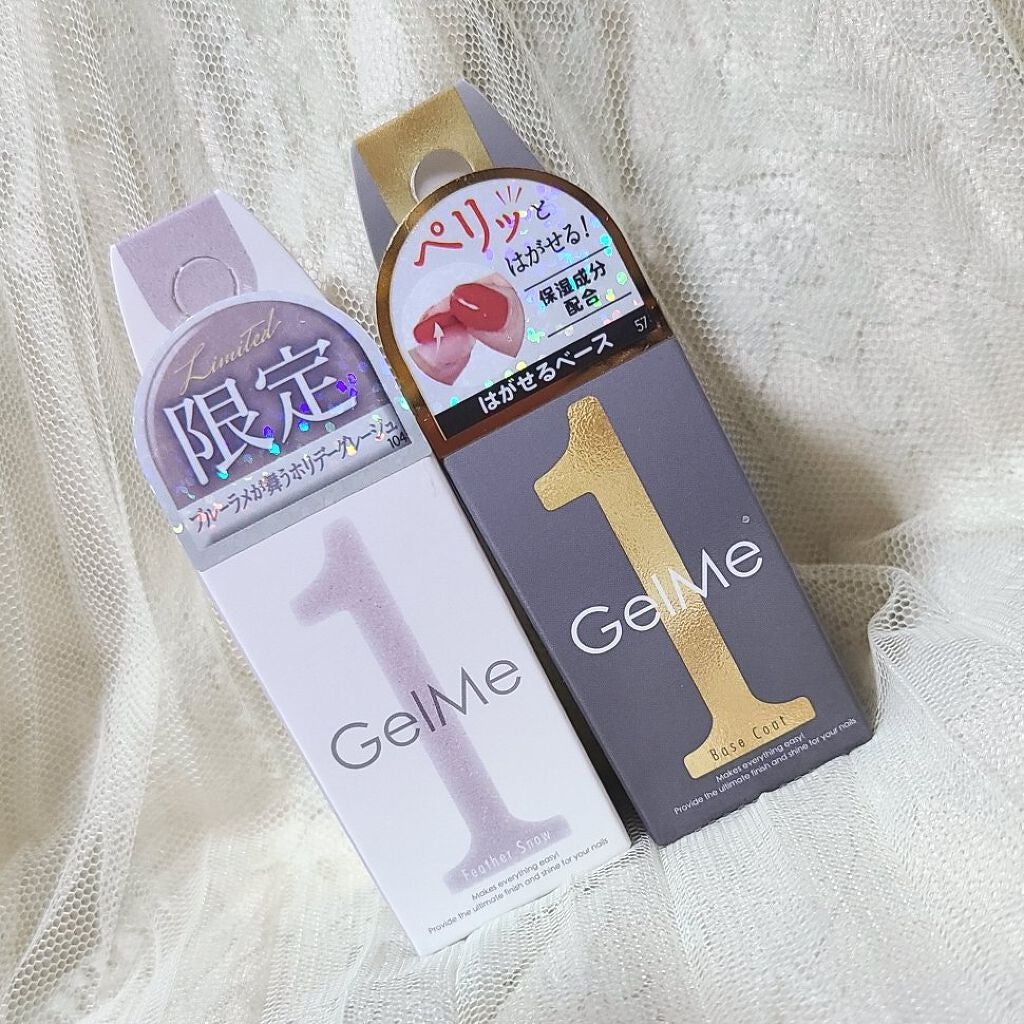 Limited
限定
ブルーラメが舞うホリデーグレージュ
104
1
GelMe
Feather Snow
Makes everything easy!
Provide the ultimate finish and shine for your nails
ペリッと
はがせる!
保湿成分
配合
57
はがせるベース
1
GelMe
Base Coat
Makes everything easy!
Provide the ultimate finish and shine for your nails